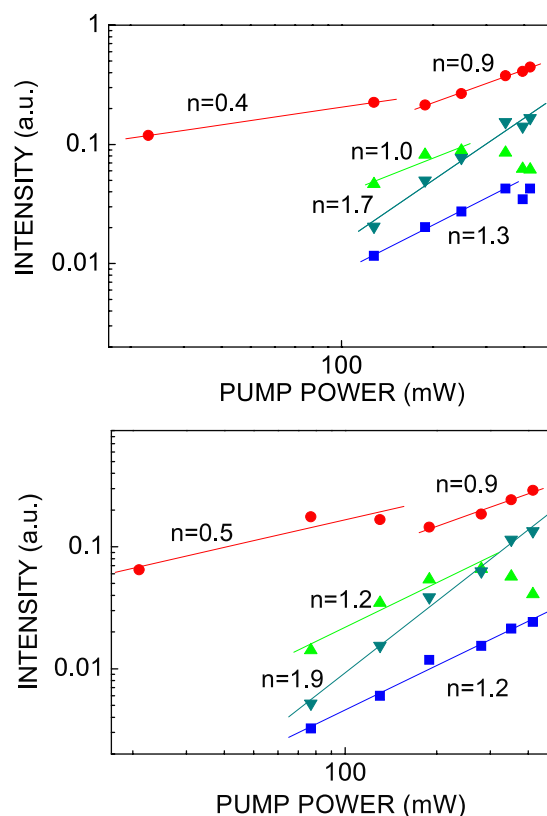 1
n=0.9
n=0.4
0.1
n=1.0
n=1.7
n=1.3
0.01
INTENSITY (a.u.)
100
PUMP POWER (mW)
n=0.9
n=0.5
0.1
n=1.2
n=1.9
n=1.2
0.01
INTENSITY (a.u.)
100
PUMP POWER (mW)